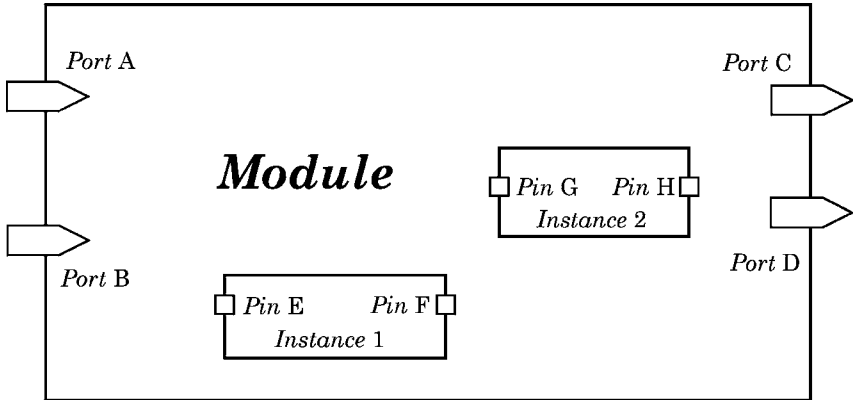 Port A
Port C
Module
Pin G Pin H
Instance 2
Port D
Port B
Pin E Pin F
Instance 1